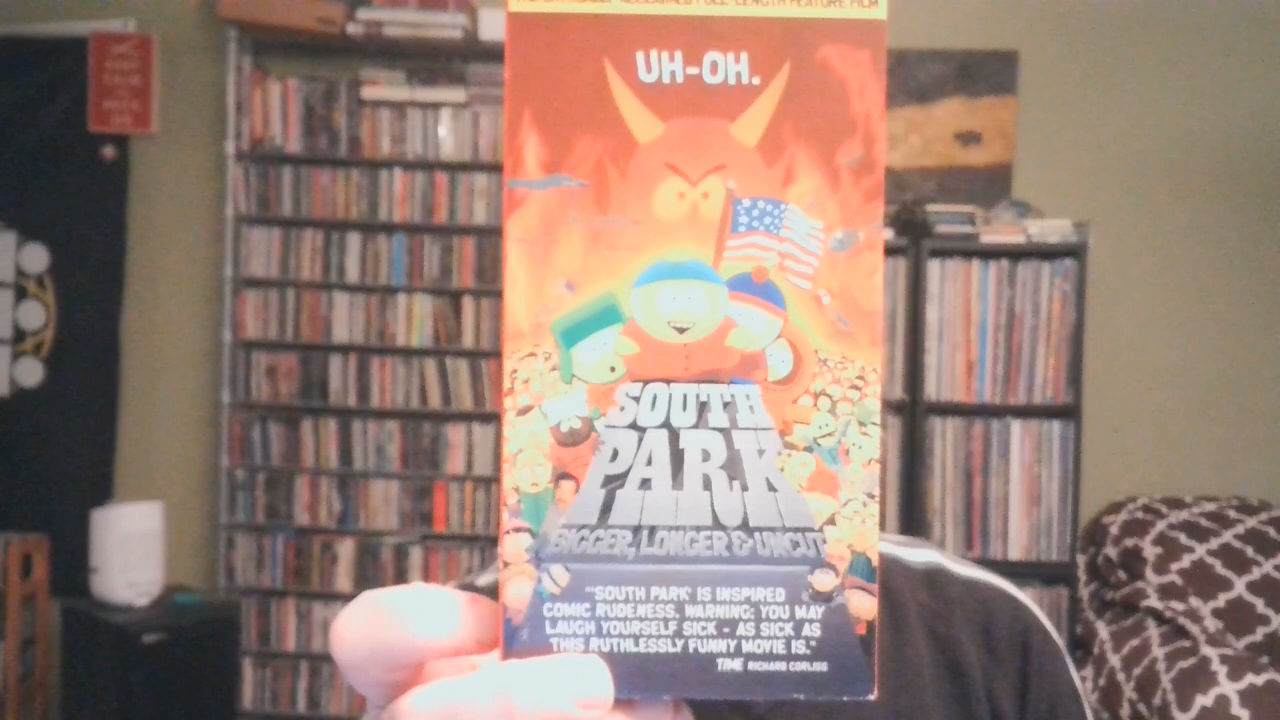 UH-OH.
SOUTH
PARK
BIGGER, LONGER & UNCUT
"'SOUTH PARK' IS INSPIRED
COMIC RUDENESS. WARNING: YOU MAY
LAUGH YOURSELF SICK - AS SICK AS
THIS RUTHLESSLY FUNNY MOVIE IS."
TIME RICHARD CORLISS